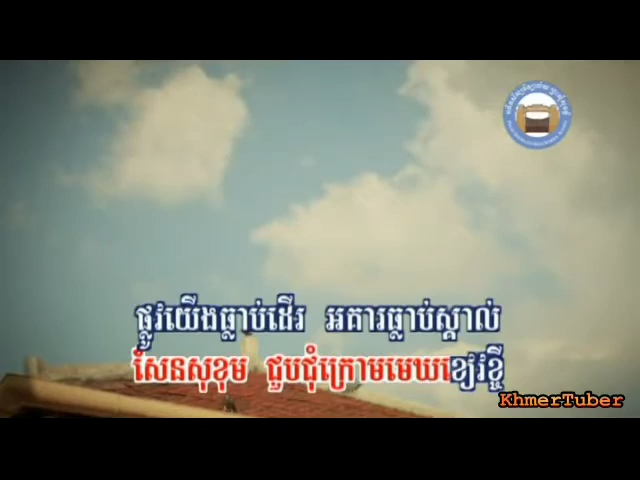 ផ្លូវយើងធ្លាប់ដើរ អគារធ្លាប់ស្គាល់
សែនសុខុម ជួបជុំក្រោមមេឃខៀវខ្ចី
KhmerTuber